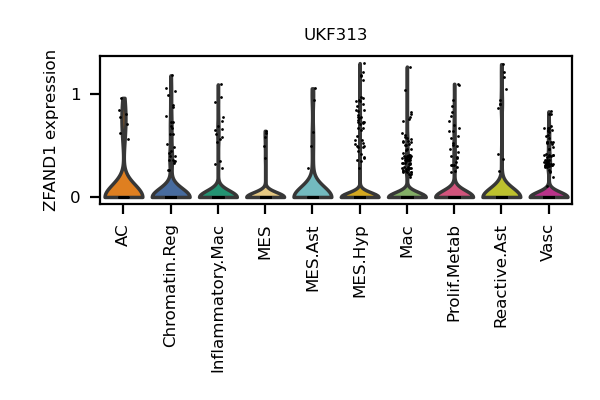 UKF313
ZFAND1 expression
1
0
AC
Chromatin.Reg
Inflammatory.Mac
MES
MES.Ast
MES.Hyp
Mac
Prolif.Metab
Reactive.Ast
Vasc